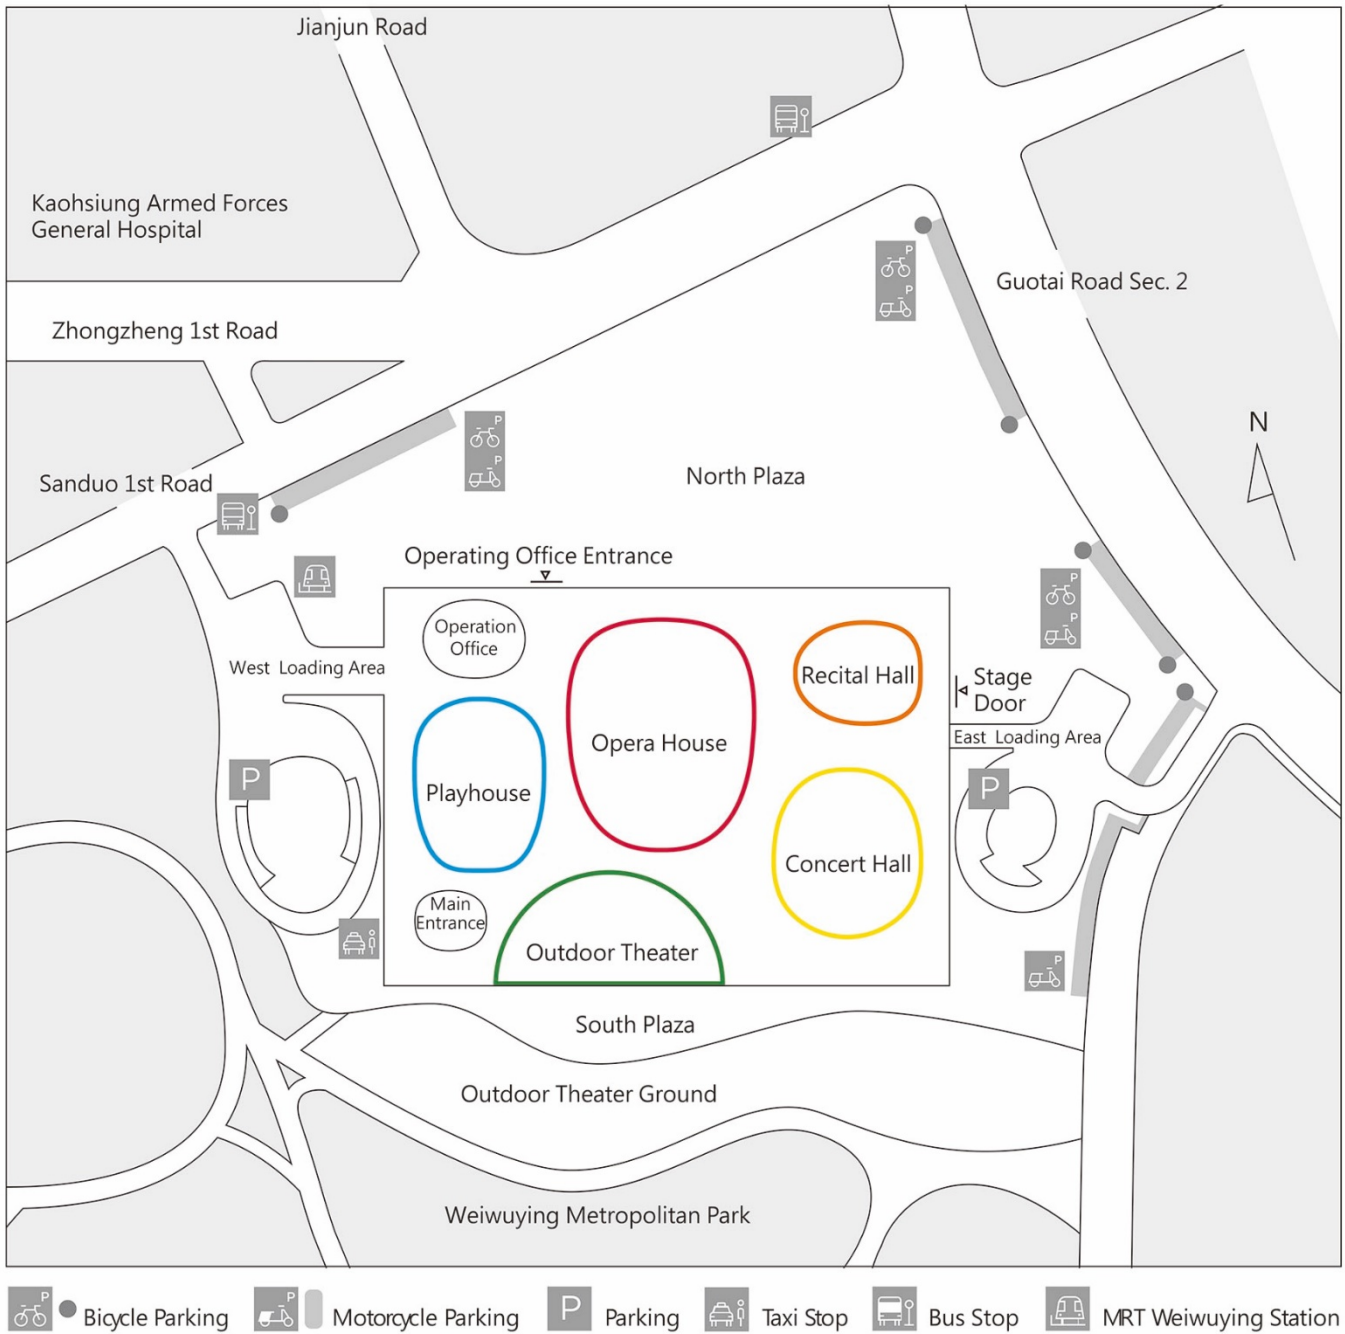 Jianjun Road
Kaohsiung Armed Forces
General Hospital
P
P
Guotai Road Sec. 2
Zhongzheng 1st Road
P
P
N
Sanduo 1st Road
North Plaza
Operating Office Entrance
P
P
Operation
Office
Recital Hall
West Loading Area
Stage
Door
Opera House
East Loading Area
P
Playhouse
P
Concert Hall
Main
Entrance
Outdoor Theater
P
South Plaza
Outdoor Theater Ground
Weiwuying Metropolitan Park
P
Bicycle Parking
P
Motorcycle Parking
P
Parking
Taxi Stop
Bus Stop
MRT Weiwuying Station